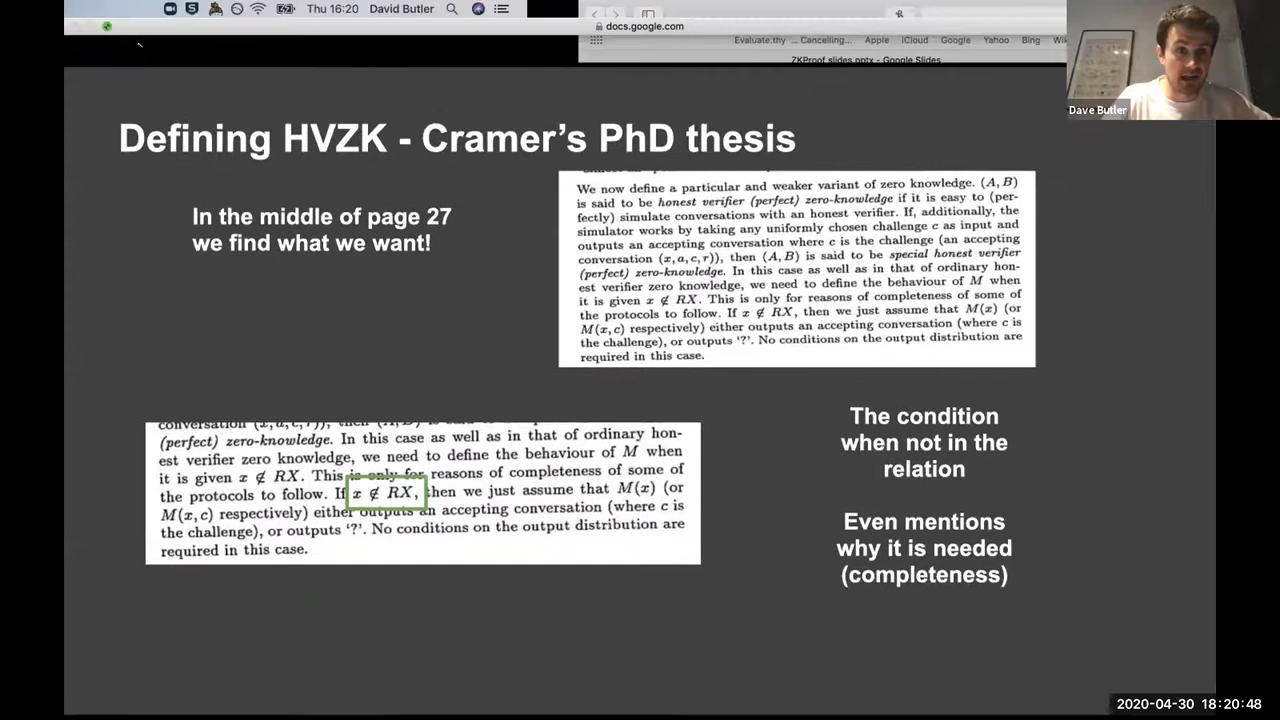 Thu 16:20 David Butler
docs.google.com
Evaluate.thy ... Cancelling... Apple iCloud Google Yahoo Bing
ZKProof slides.pptx - Google Slides
Dave Butler
Defining HVZK - Cramer's PhD thesis
In the middle of page 27
we find what we want!
We now define a particular and weaker variant of zero knowledge. (A, B)
is said to be honest verifier (perfect) zero-knowledge if it is easy to (per-
fectly) simulate conversations with an honest verifier. If, additionally, the
simulator works by taking any uniformly chosen challenge c as input and
outputs an accepting conversation where c is the challenge (an accepting
conversation (x, a, c, r)), then (A, B) is said to be special honest verifier
(perfect) zero-knowledge. In this case as well as in that of ordinary hon-
est verifier zero knowledge, we need to define the behaviour of M when
it is given x ∉ RX. This is only for reasons of completeness of some of
the protocols to follow. If x ∉ RX, then we just assume that M(x) (or
M(x, c) respectively) either outputs an accepting conversation (where c is
the challenge), or outputs '?'. No conditions on the output distribution are
required in this case.
conversation (x, a, c, r)), then (A, B) is said to be special honest verifier
(perfect) zero-knowledge. In this case as well as in that of ordinary hon-
est verifier zero knowledge, we need to define the behaviour of M when
it is given x ∉ RX. This is only for reasons of completeness of some of
the protocols to follow. If x ∉ RX, then we just assume that M(x) (or
M(x, c) respectively) either outputs an accepting conversation (where c is
the challenge), or outputs '?'. No conditions on the output distribution are
required in this case.
The condition
when not in the
relation
Even mentions
why it is needed
(completeness)
2020-04-30 18:20:48